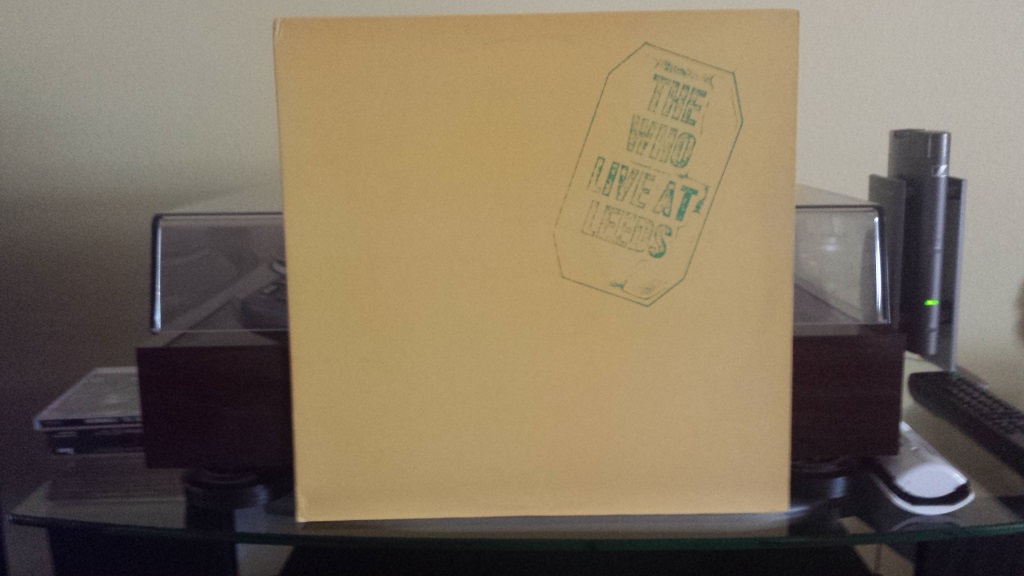 THE
WHO
LIVE AT
LEEDS